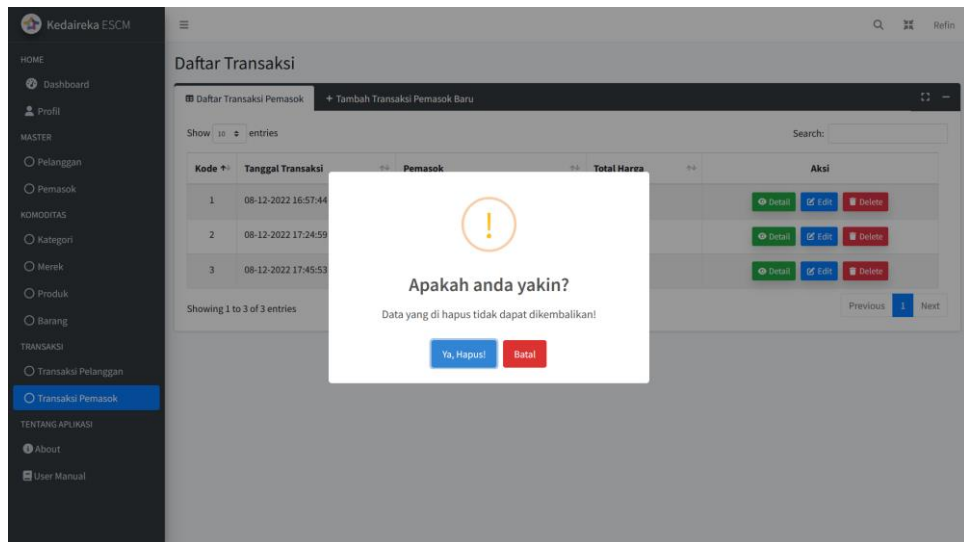 Kedaireka ESCM
Refin
HOME
Dashboard
Profil
MASTER
Pelanggan
Pemasok
KOMODITAS
Kategori
Merek
Produk
Barang
TRANSAKSI
Transaksi Pelanggan
Transaksi Pemasok
TENTANG APLIKASI
About
User Manual
Daftar Transaksi
Daftar Transaksi Pemasok + Tambah Transaksi Pemasok Baru
Show 10 entries Search:
Kode Tanggal Transaksi Pemasok Total Harga Aksi
1 08-12-2022 16:57:44 Detail Edit Delete
2 08-12-2022 17:24:59 Detail Edit Delete
3 08-12-2022 17:45:53 Detail Edit Delete
Showing 1 to 3 of 3 entries Previous 1 Next
!
Apakah anda yakin?
Data yang di hapus tidak dapat dikembalikan!
Ya, Hapus! Batal